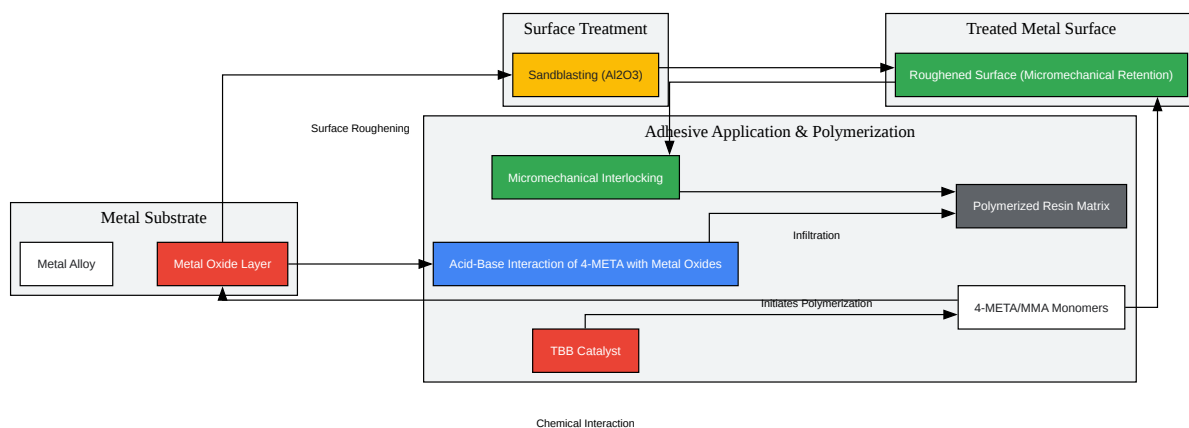 Surface Treatment
Treated Metal Surface
Sandblasting (Al2O3)
Roughened Surface (Micromechanical Retention)
Surface Roughening
Adhesive Application & Polymerization
Micromechanical Interlocking
Polymerized Resin Matrix
Metal Substrate
Infiltration
Metal Alloy
Metal Oxide Layer
Acid-Base Interaction of 4-META with Metal Oxides
Initiates Polymerization
4-META/MMA Monomers
TBB Catalyst
Chemical Interaction